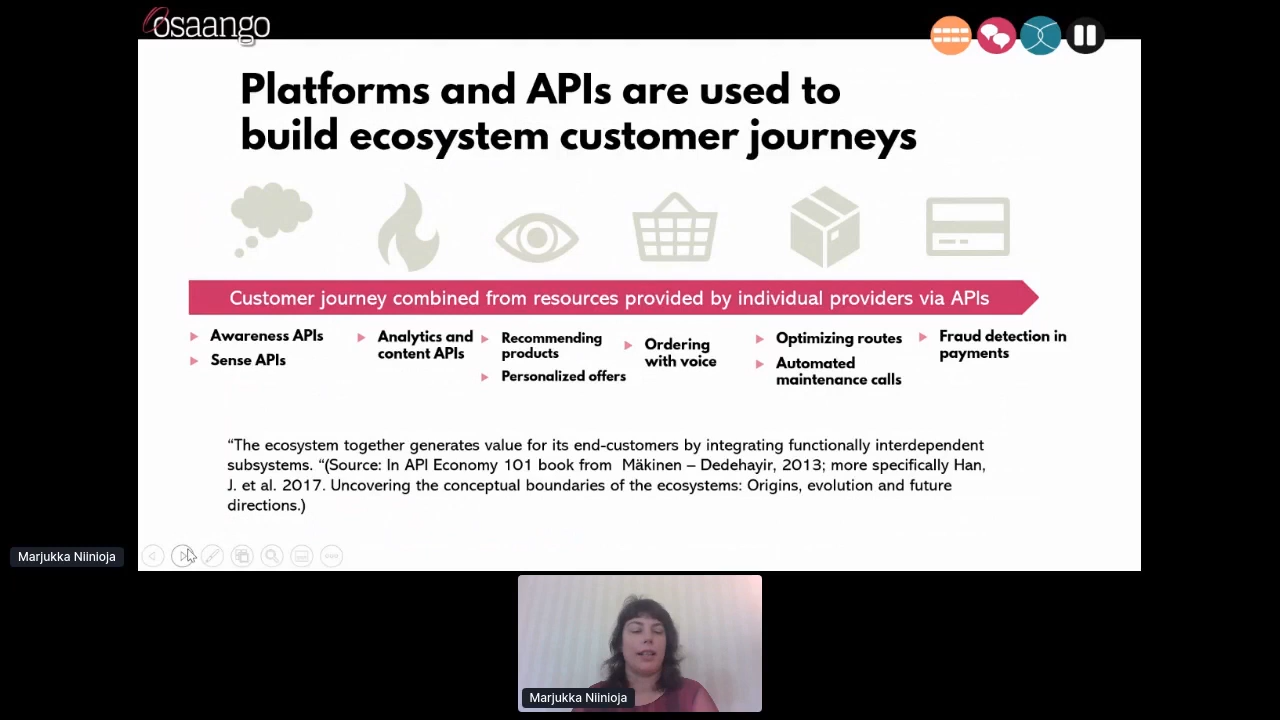 osaango
Platforms and APIs are used to
build ecosystem customer journeys
Customer journey combined from resources provided by individual providers via APIs
Awareness APIs
Sense APIs
Analytics and
content APIs
Recommending
products
Personalized offers
Ordering
with voice
Optimizing routes
Automated
maintenance calls
Fraud detection in
payments
“The ecosystem together generates value for its end-customers by integrating functionally interdependent
subsystems. “(Source: In API Economy 101 book from Mäkinen – Dedehayir, 2013; more specifically Han,
J. et al. 2017. Uncovering the conceptual boundaries of the ecosystems: Origins, evolution and future
directions.)
Marjukka Niinioja
Marjukka Niinioja